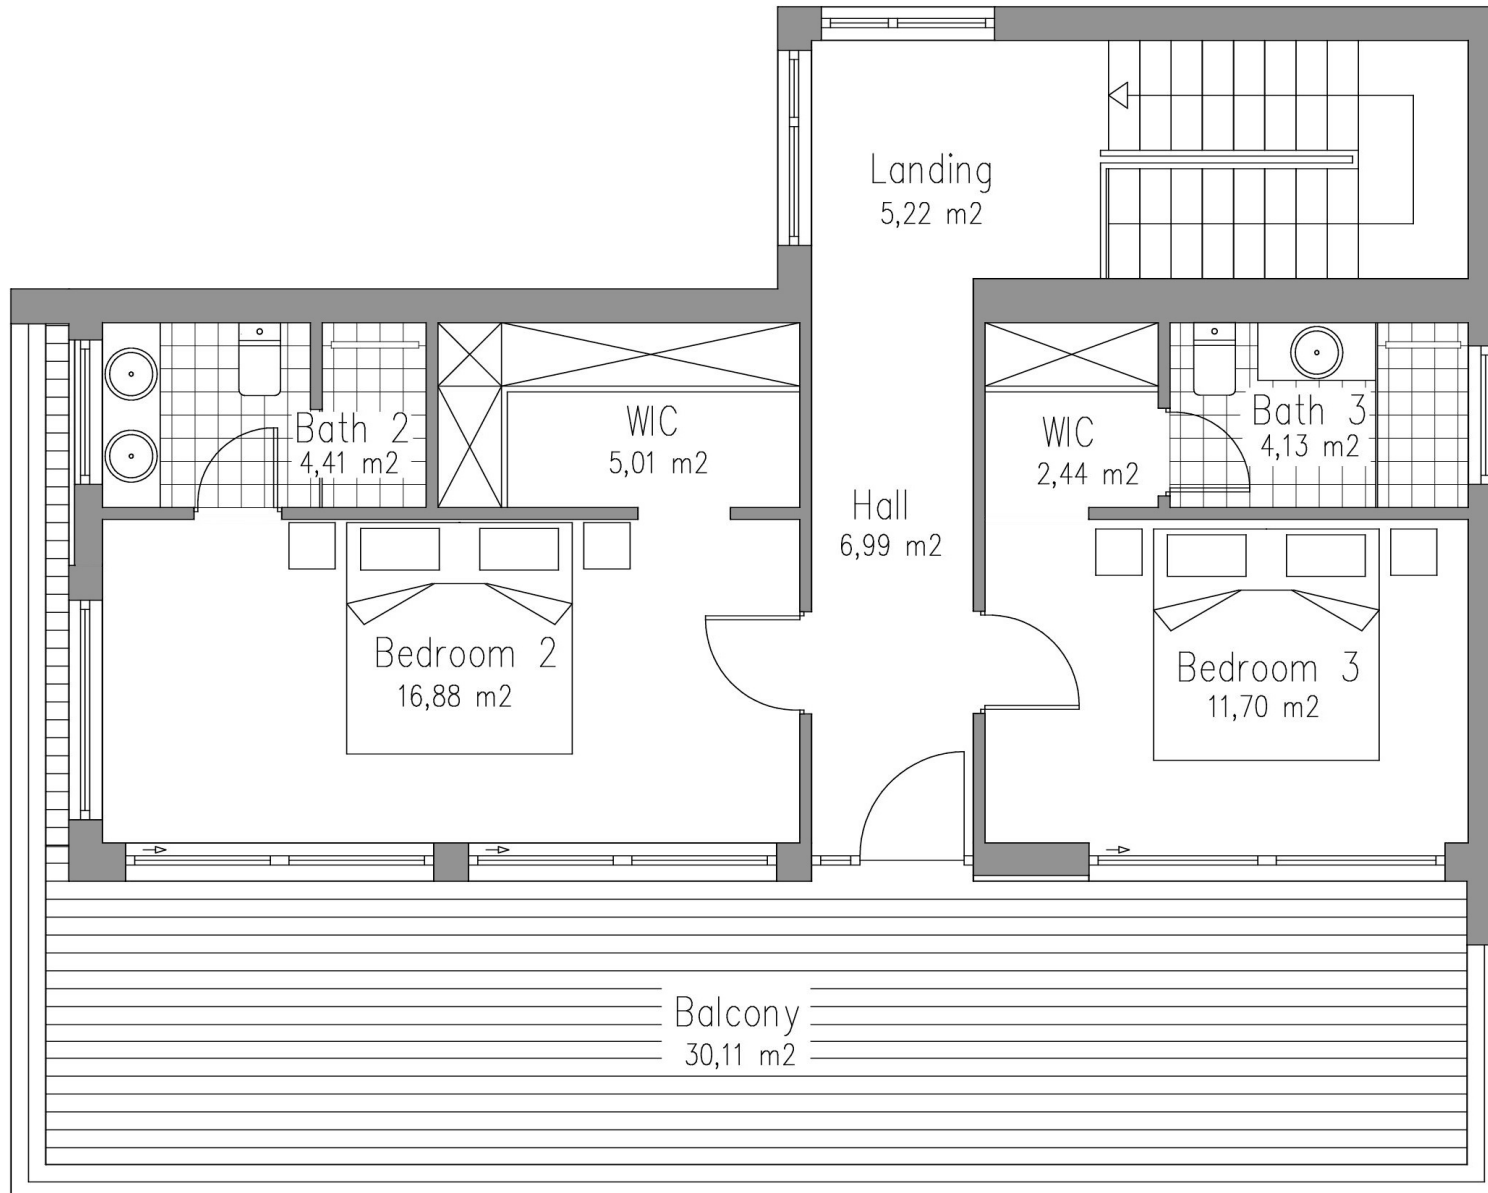 Landing
5,22 m2
Bath 2
4,41 m2
WIC
5,01 m2
WIC
2,44 m2
Bath 3
4,13 m2
Hall
6,99 m2
Bedroom 2
16,88 m2
Bedroom 3
11,70 m2
Balcony
30,11 m2